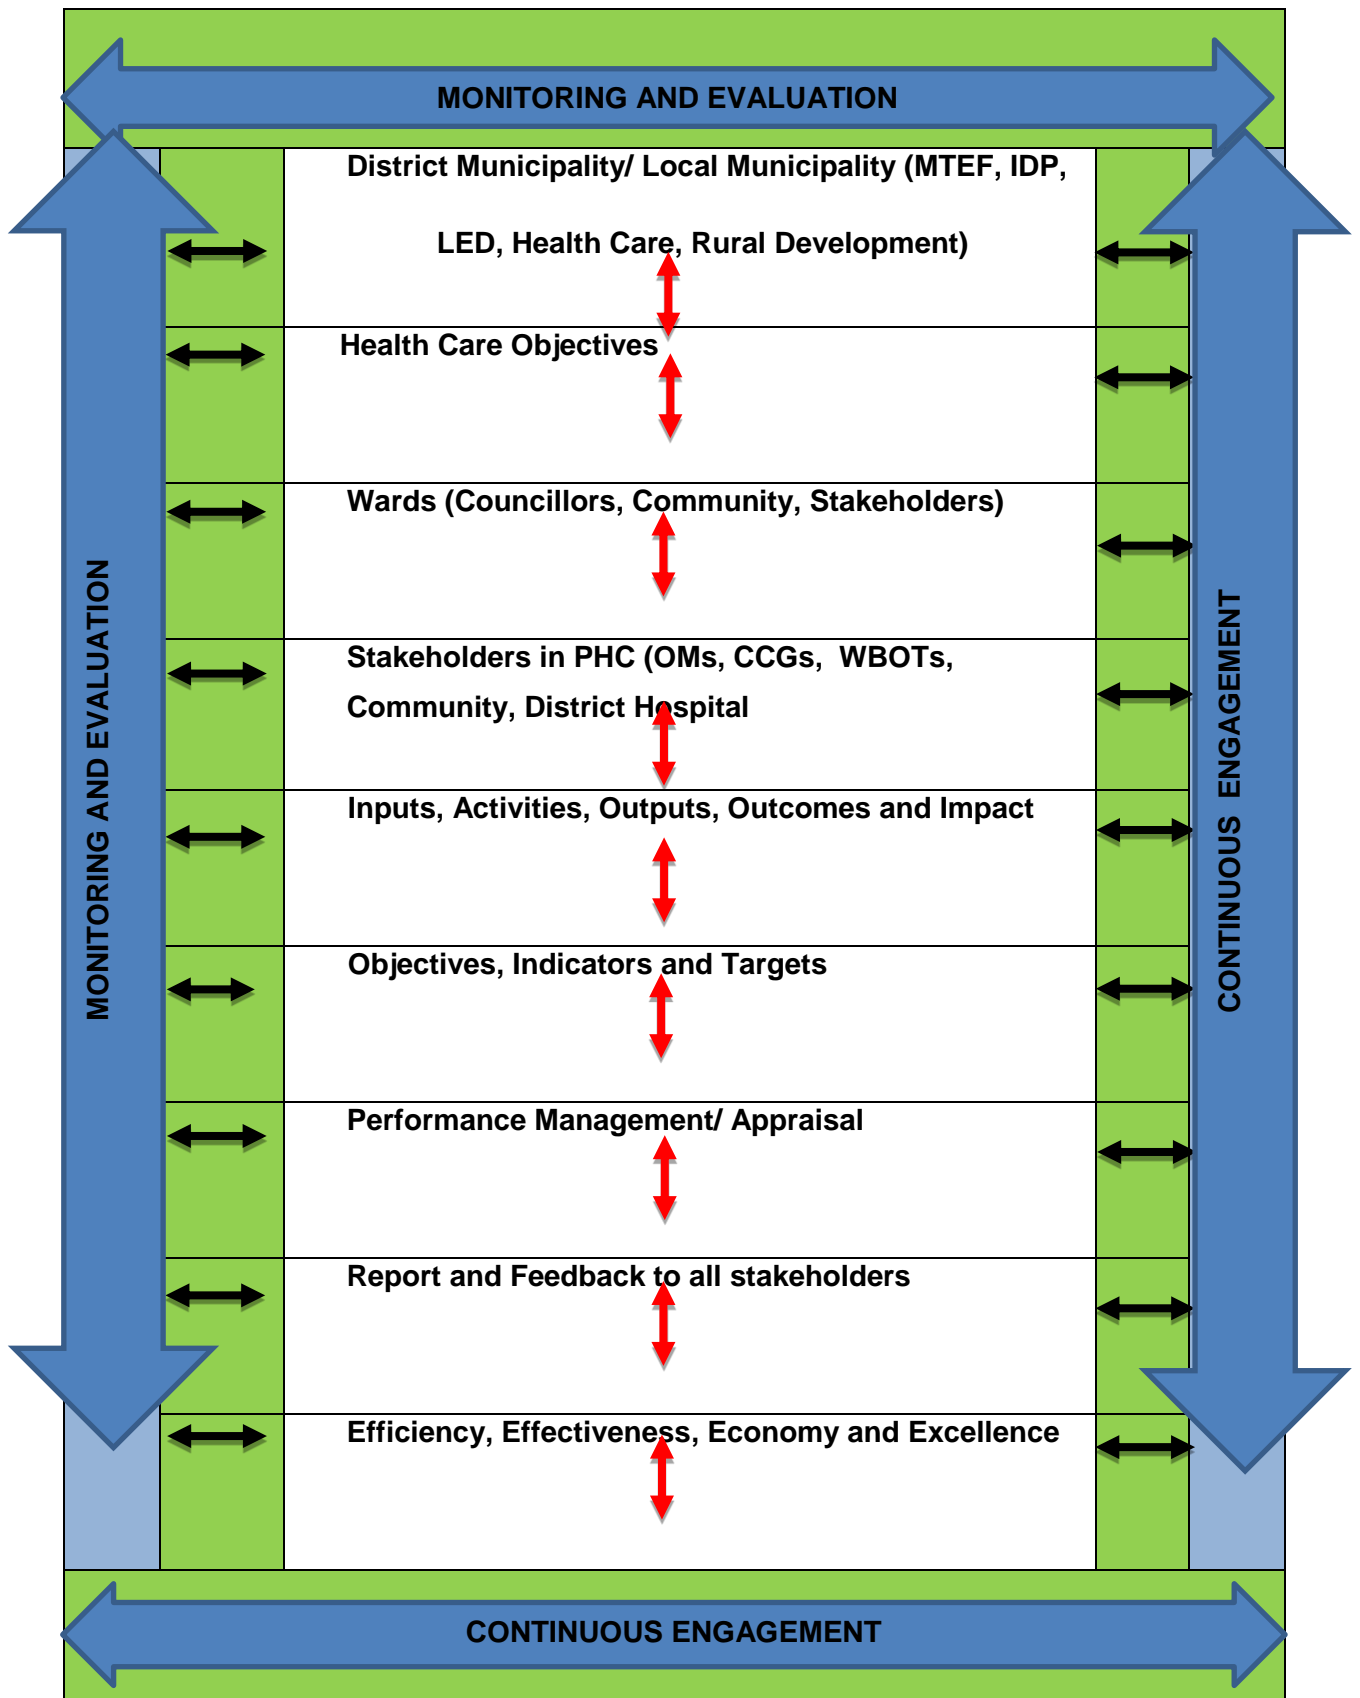 MONITORING AND EVALUATION
District Municipality/ Local Municipality (MTEF, IDP,
LED, Health Care, Rural Development)
Health Care Objectives
Wards (Councillors, Community, Stakeholders)
Stakeholders in PHC (OMs, CCGs, WBOTs,
Community, District Hospital
Inputs, Activities, Outputs, Outcomes and Impact
Objectives, Indicators and Targets
Performance Management/ Appraisal
Report and Feedback to all stakeholders
Efficiency, Effectiveness, Economy and Excellence
MONITORING AND EVALUATION
CONTINUOUS ENGAGEMENT
CONTINUOUS ENGAGEMENT